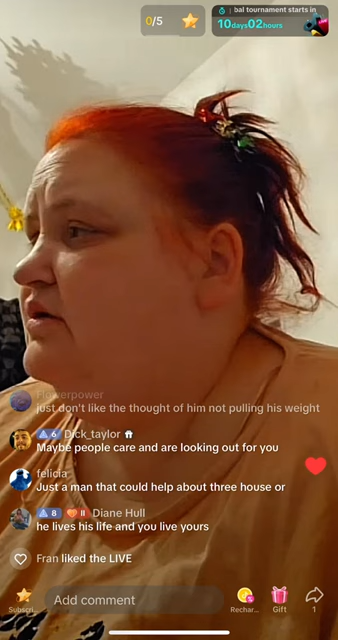 0/5
bal tournament starts in
10days02hours
Flowerpower
just don't like the thought of him not pulling his weight
6 Dick_taylor
Maybe people care and are looking out for you
felicia
Just a man that could help about three house or
8 II Diane Hull
he lives his life and you live yours
Fran liked the LIVE
Subscri...
Add comment
Rechar...
Gift
1